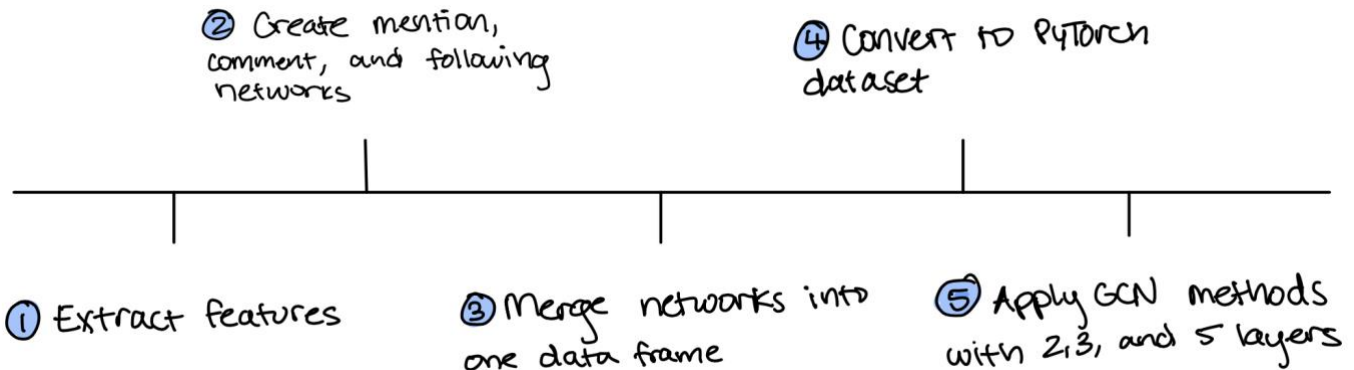 ① Extract features
② Create mention,
comment, and following
networks
③ Merge networks into
one data frame
④ Convert to PyTorch
dataset
⑤ Apply GCN methods
with 2,3, and 5 layers